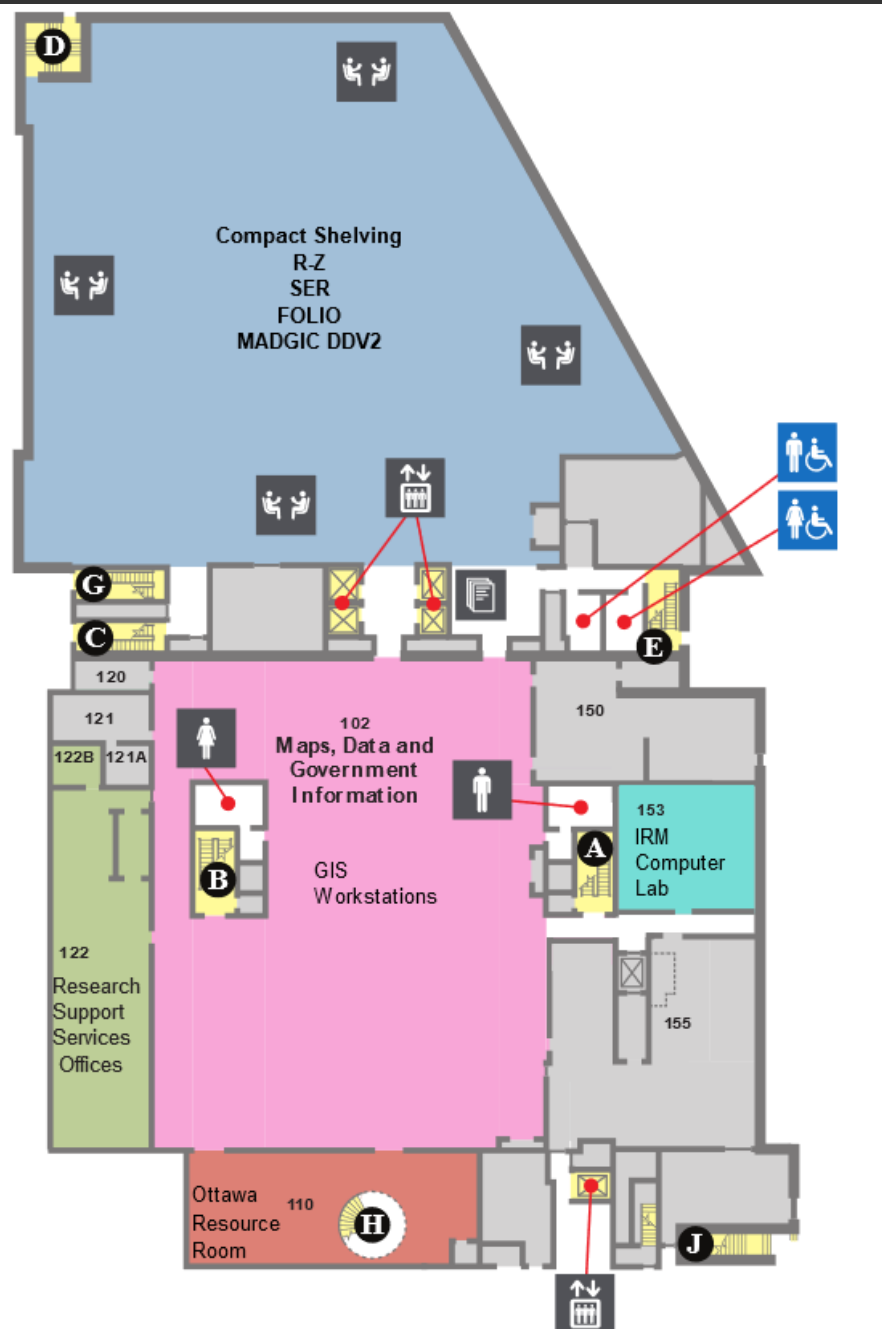 D
Compact Shelving
R-Z
SER
FOLIO
MADGIC DDV2
G
C
E
120
121
122B
121A
102
Maps, Data and
Government
Information
150
153
IRM
Computer
Lab
A
B
GIS
Workstations
122
Research
Support
Services
Offices
155
Ottawa
Resource
Room
110
H
J